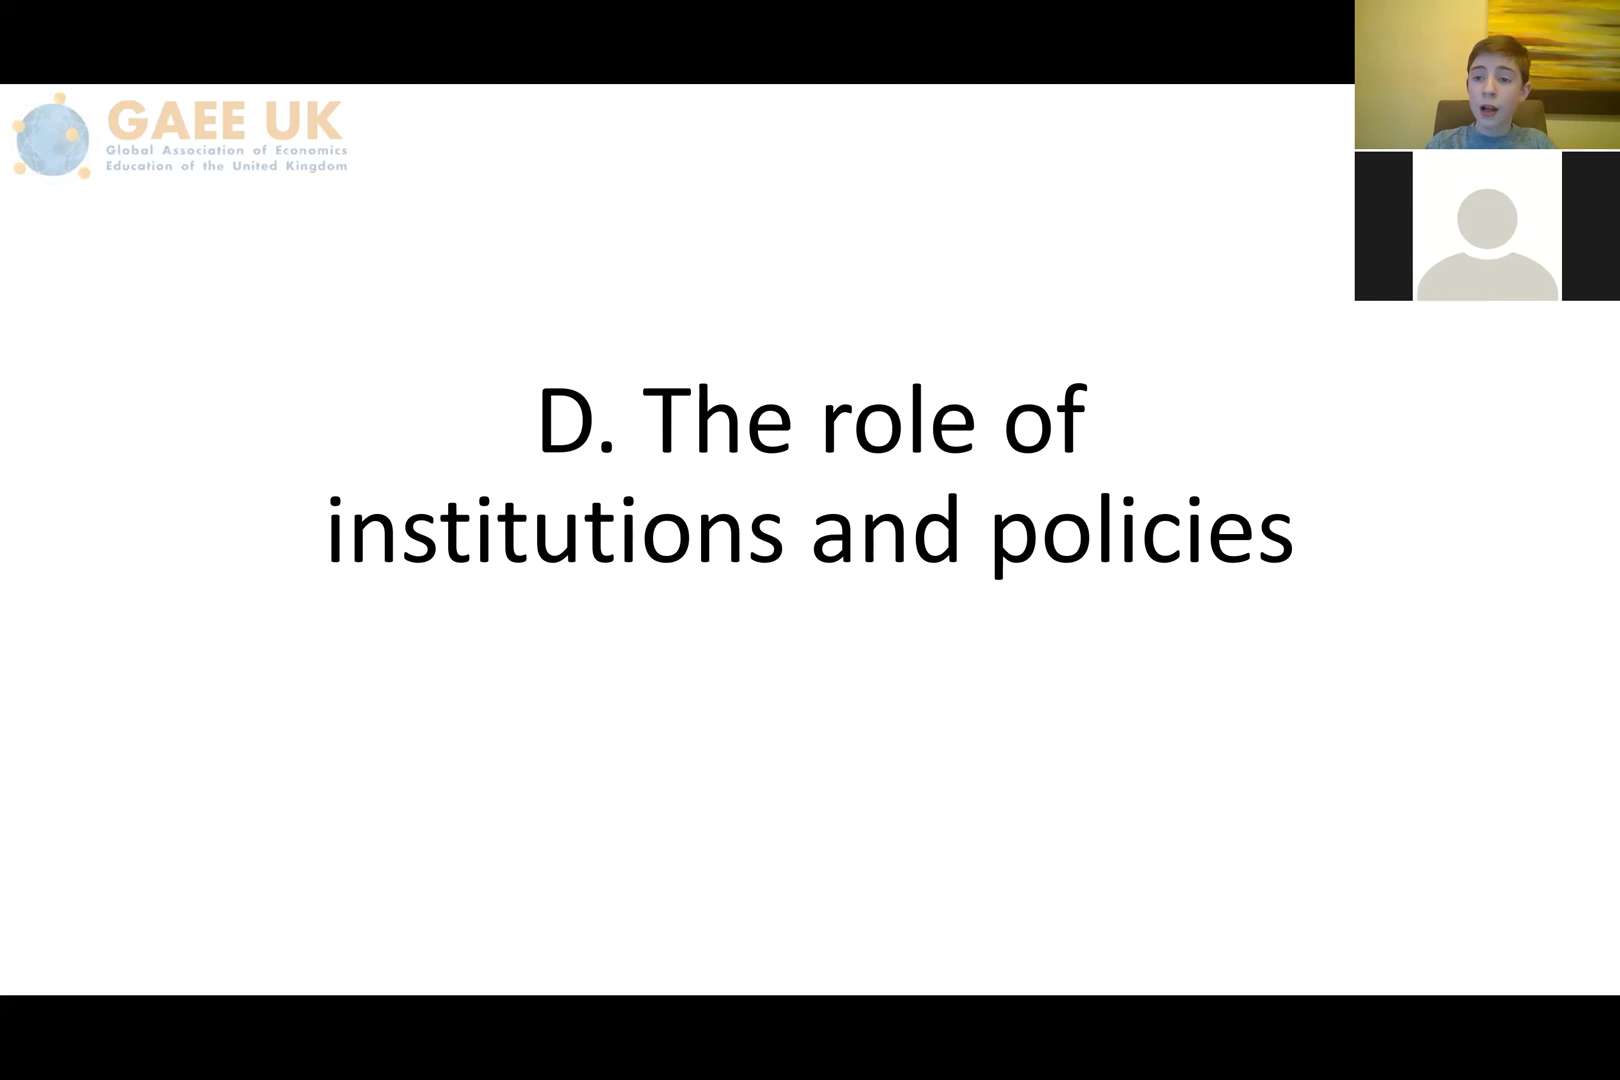 GAEE UK
Global Association of Economics
Education of the United Kingdom
D. The role of
institutions and policies